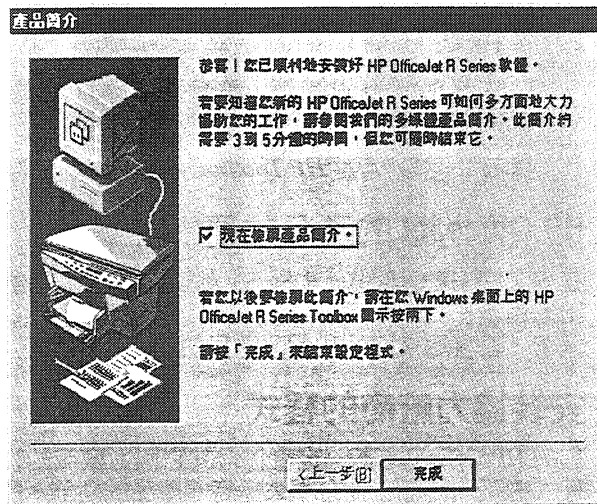 產品簡介
恭喜！您已順利地安裝好 HP OfficeJet R Series 軟體。
若要知道您新的 HP OfficeJet R Series 可如何多方面地大力
協助您的工作，請參閱我們的多媒體產品簡介。此簡介約
需要 3 到 5 分鐘的時間，但您可隨時結束它。
現在檢視產品簡介。
若您以後要檢視此簡介，請在您 Windows 桌面上的 HP
OfficeJet R Series Toolbox 圖示按兩下。
請按「完成」來結束設定程式。
<上一步(B)
完成